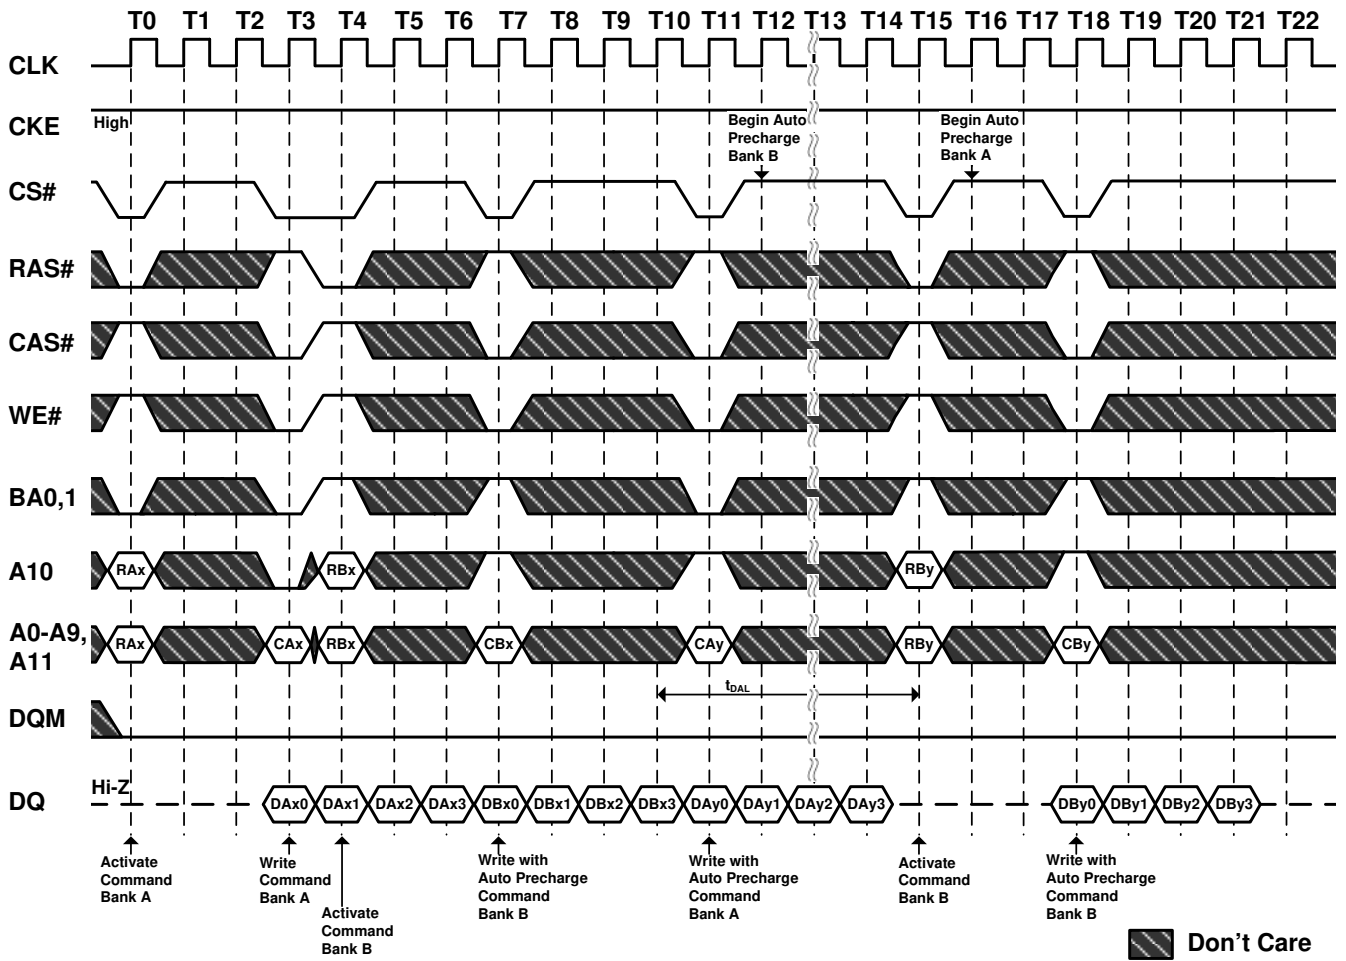 T0 T1 T2 T3 T4 T5 T6 T7 T8 T9 T10 T11 T12 T13 T14 T15 T16 T17 T18 T19 T20 T21 T22
CLK
CKE
High
Begin Auto
Precharge
Bank B
Begin Auto
Precharge
Bank A
CS#
RAS#
CAS#
WE#
BA0,1
A10
RAx RBx RBy
A0-A9,
A11
RAx CAx RBx CBx CAy RBy CBy
tDAL
DQM
Hi-Z
DQ
DAx0 DAx1 DAx2 DAx3 DBx0 DBx1 DBx2 DBx3 DAy0 DAy1 DAy2 DAy3 DBy0 DBy1 DBy2 DBy3
Activate
Command
Bank A
Write
Command
Bank A
Activate
Command
Bank B
Write with
Auto Precharge
Command
Bank B
Write with
Auto Precharge
Command
Bank A
Activate
Command
Bank B
Write with
Auto Precharge
Command
Bank B
Don't Care